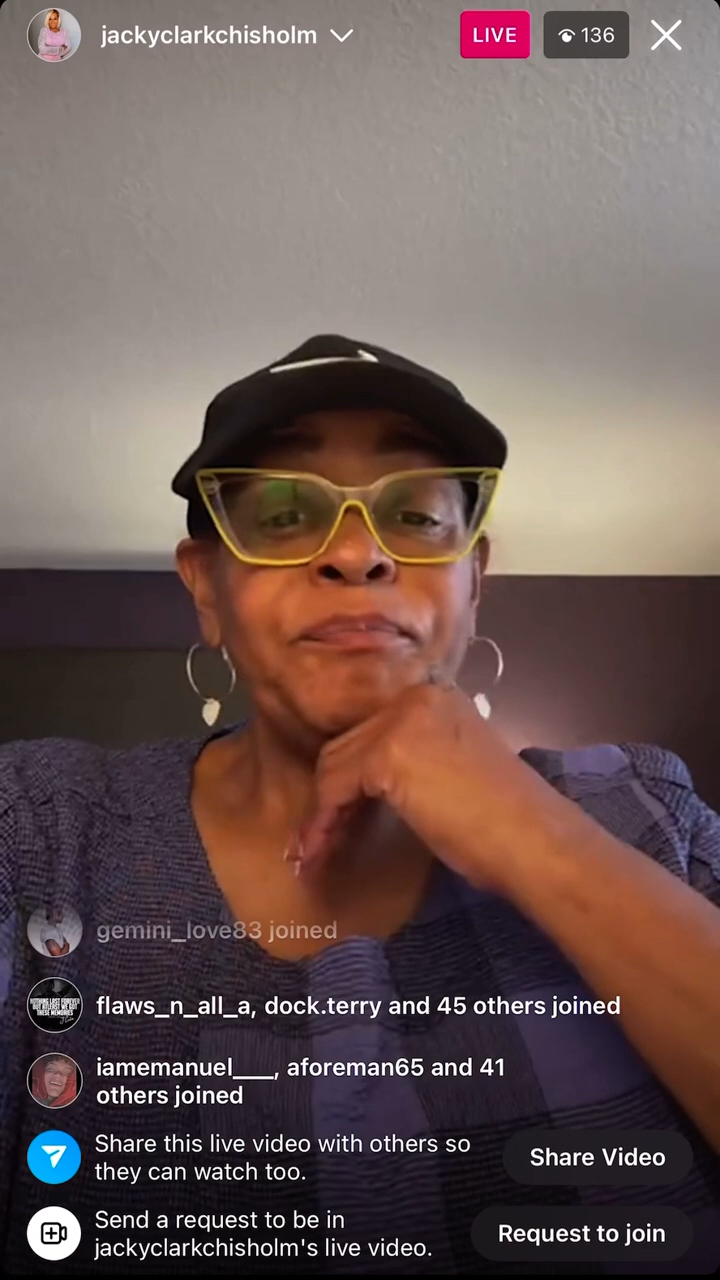 jackyclarkchisholm
LIVE
136
gemini_love83 joined
flaws_n_all_a, dock.terry and 45 others joined
iamemanuel___, aforeman65 and 41
others joined
Share this live video with others so
they can watch too.
Share Video
Send a request to be in
jackyclarkchisholm's live video.
Request to join